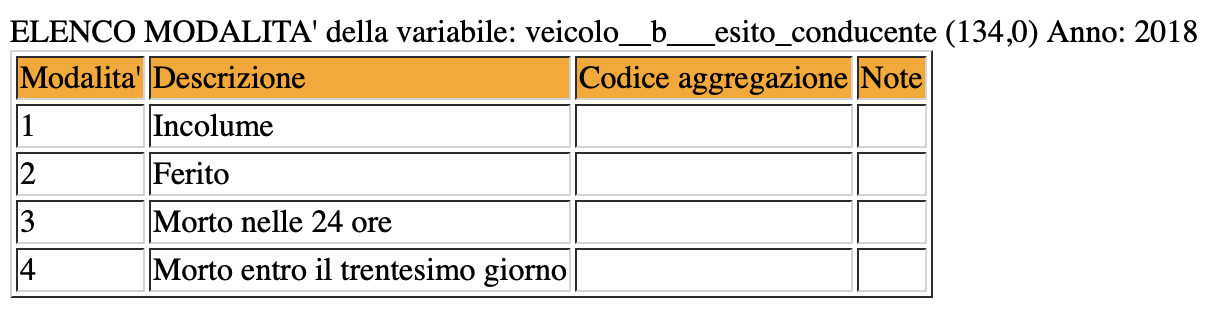 ELENCO MODALITA' della variabile: veicolo__b___esito_conducente (134,0) Anno: 2018
Modalita' Descrizione Codice aggregazione Note
1 Incolume
2 Ferito
3 Morto nelle 24 ore
4 Morto entro il trentesimo giorno